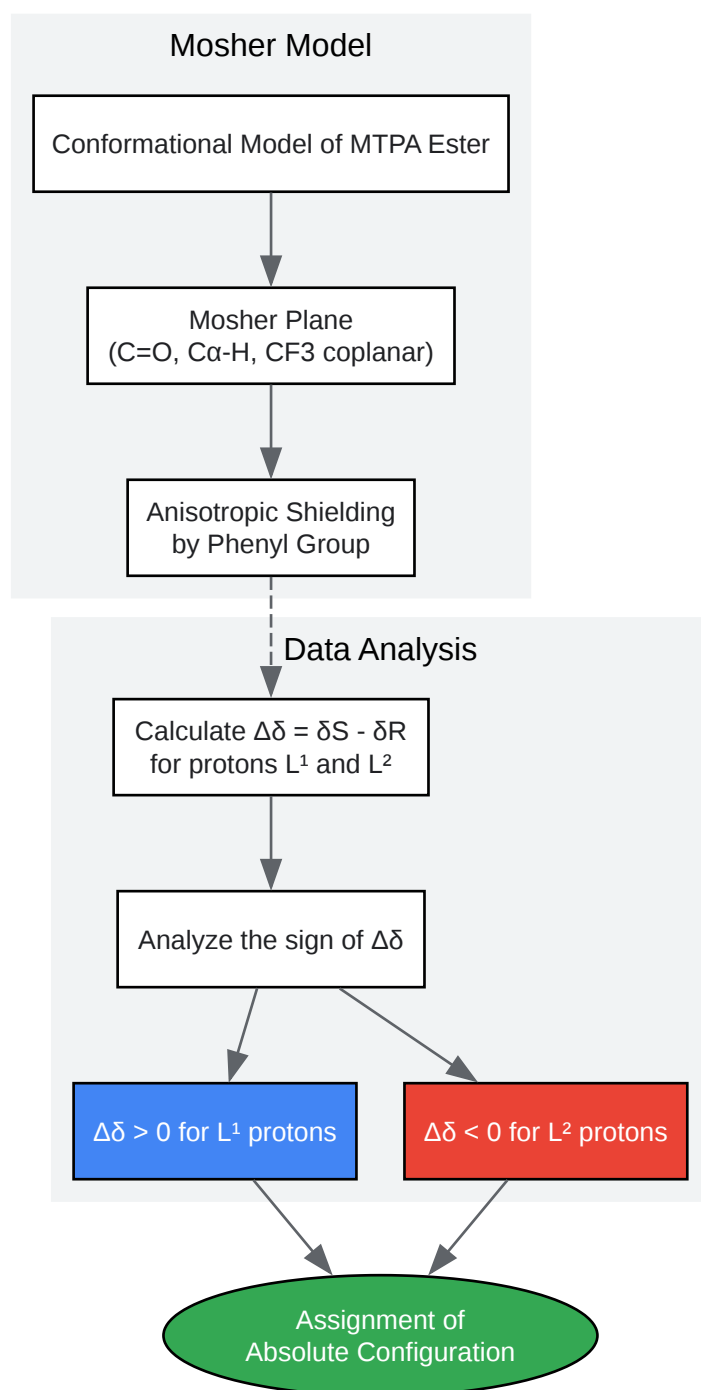 Mosher Model
Conformational Model of MTPA Ester
Mosher Plane
(C=O, Cα-H, CF3 coplanar)
Anisotropic Shielding
by Phenyl Group
Data Analysis
Calculate Δδ = δS - δR
for protons L¹ and L²
Analyze the sign of Δδ
Δδ > 0 for L¹ protons
Δδ < 0 for L² protons
Assignment of
Absolute Configuration